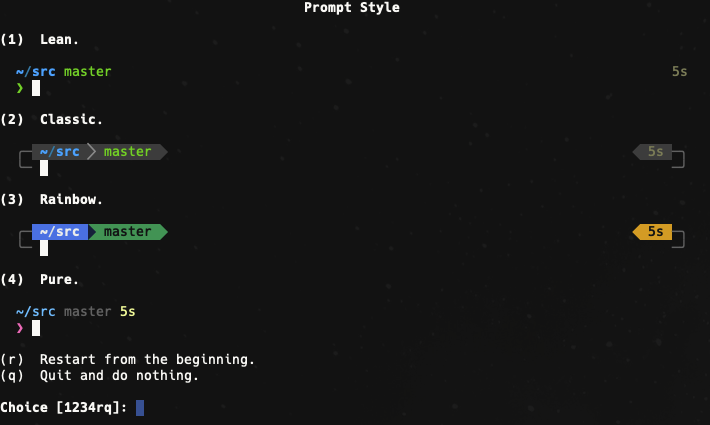 Prompt Style
(1) Lean.
~/src master 5s
❯
(2) Classic.
~/src master 5s
(3) Rainbow.
~/src master 5s
(4) Pure.
~/src master 5s
❯
(r) Restart from the beginning.
(q) Quit and do nothing.
Choice [1234rq]: